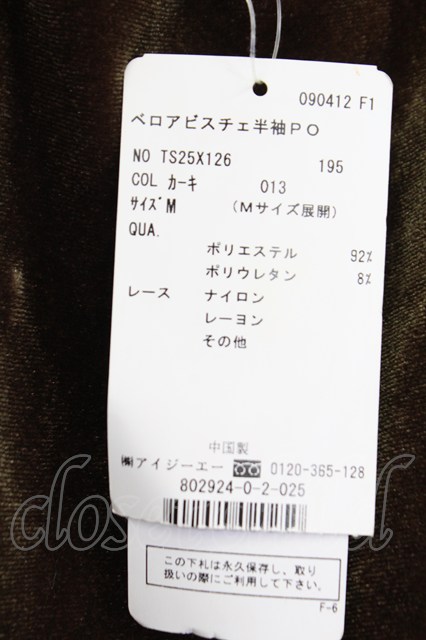 090412 F1
ベロアビスチェ半袖PO
NO TS25X126 195
COL カーキ 013
サイズM (Mサイズ展開)
QUA.
ポリエステル 92%
ポリウレタン 8%
レース ナイロン
レーヨン
その他
中国製
㈱アイジーエー 0120-365-128
802924-0-2-025
この下札は永久保存し、取り
扱いの際にご利用して下さい。
F-6